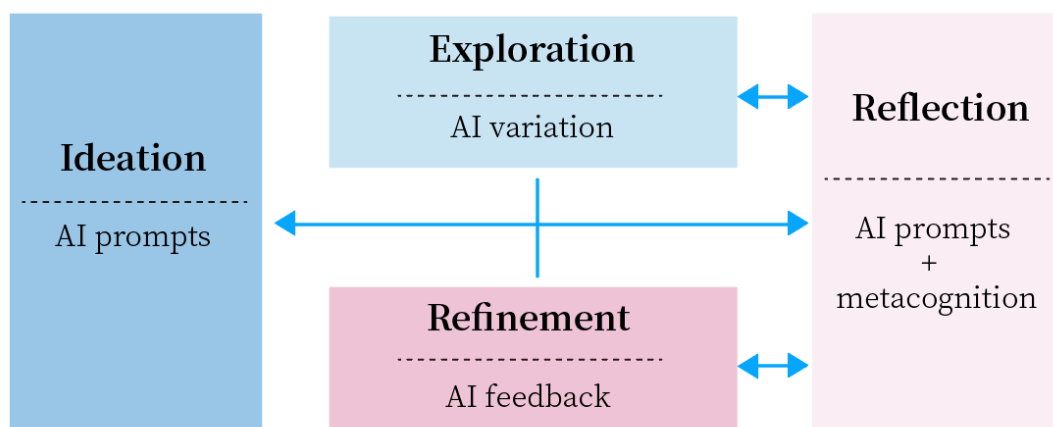 Ideation
AI prompts
Exploration
AI variation
Refinement
AI feedback
Reflection
AI prompts
+
metacognition